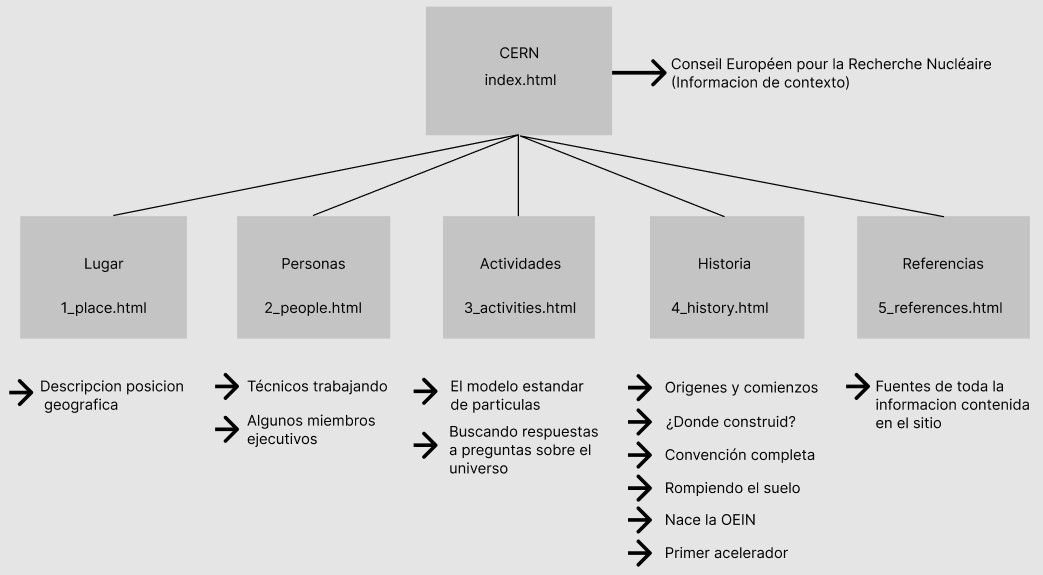 CERN
index.html
Conseil Européen pour la Recherche Nucléaire
(Informacion de contexto)
Lugar
1_place.html
Personas
2_people.html
Actividades
3_activities.html
Historia
4_history.html
Referencias
5_references.html
Descripcion posicion
geografica
Técnicos trabajando
Algunos miembros
ejecutivos
El modelo estandar
de particulas
Buscando respuestas
a preguntas sobre el
universo
Origenes y comienzos
¿Donde construid?
Convención completa
Rompiendo el suelo
Nace la OEIN
Primer acelerador
Fuentes de toda la
informacion contenida
en el sitio